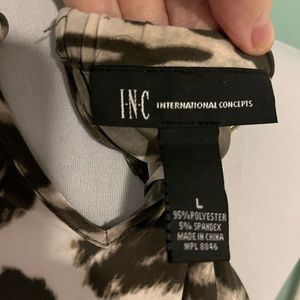 I·N·C INTERNATIONAL CONCEPTS
L
95%POLYESTER
5% SPANDEX
MADE IN CHINA
WPL 8046